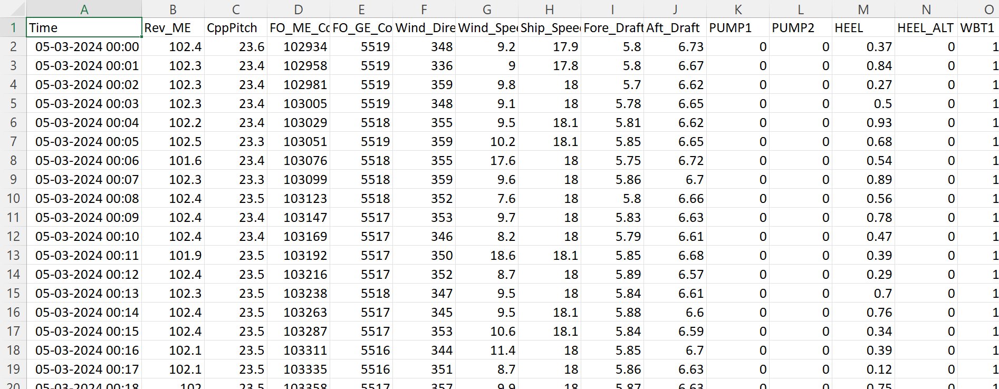 A B C D E F G H I J K L M N O
1 Time Rev_ME CppPitch FO_ME_Co FO_GE_Co Wind_Dire Wind_Spee Ship_Speed Fore_Draft Aft_Draft PUMP1 PUMP2 HEEL HEEL_ALT WBT1
2 05-03-2024 00:00 102.4 23.6 102934 5519 348 9.2 17.9 5.8 6.73 0 0 0.37 0 1
3 05-03-2024 00:01 102.3 23.4 102958 5519 336 9 17.8 5.8 6.67 0 0 0.84 0 1
4 05-03-2024 00:02 102.3 23.4 102981 5519 359 9.8 18 5.7 6.62 0 0 0.27 0 1
5 05-03-2024 00:03 102.3 23.4 103005 5519 348 9.1 18 5.78 6.65 0 0 0.5 0 1
6 05-03-2024 00:04 102.2 23.4 103029 5518 355 9.5 18.1 5.81 6.62 0 0 0.93 0 1
7 05-03-2024 00:05 102.5 23.3 103051 5519 359 10.2 18.1 5.85 6.65 0 0 0.68 0 1
8 05-03-2024 00:06 101.6 23.4 103076 5518 355 17.6 18 5.75 6.72 0 0 0.54 0 1
9 05-03-2024 00:07 102.3 23.3 103099 5518 359 9.6 18 5.86 6.7 0 0 0.89 0 1
10 05-03-2024 00:08 102.4 23.5 103123 5518 352 7.6 18 5.8 6.66 0 0 0.56 0 1
11 05-03-2024 00:09 102.4 23.4 103147 5517 353 9.7 18 5.83 6.63 0 0 0.78 0 1
12 05-03-2024 00:10 102.4 23.4 103169 5517 346 8.2 18 5.79 6.61 0 0 0.47 0 1
13 05-03-2024 00:11 101.9 23.5 103192 5517 350 18.6 18.1 5.85 6.68 0 0 0.39 0 1
14 05-03-2024 00:12 102.4 23.5 103216 5517 352 8.7 18 5.89 6.57 0 0 0.29 0 1
15 05-03-2024 00:13 102.3 23.5 103238 5518 347 9.5 18 5.84 6.61 0 0 0.7 0 1
16 05-03-2024 00:14 102.4 23.5 103263 5517 345 9.5 18.1 5.88 6.6 0 0 0.76 0 1
17 05-03-2024 00:15 102.4 23.5 103287 5517 353 10.6 18.1 5.84 6.59 0 0 0.34 0 1
18 05-03-2024 00:16 102.1 23.5 103311 5516 344 11.4 18 5.85 6.7 0 0 0.39 0 1
19 05-03-2024 00:17 102.1 23.5 103335 5516 351 8.7 18 5.86 6.63 0 0 0.12 0 1
20 05-03-2024 00:18 102 23.5 103358 5517 357 9.9 18 5.87 6.63 0 0 0.75 0 1